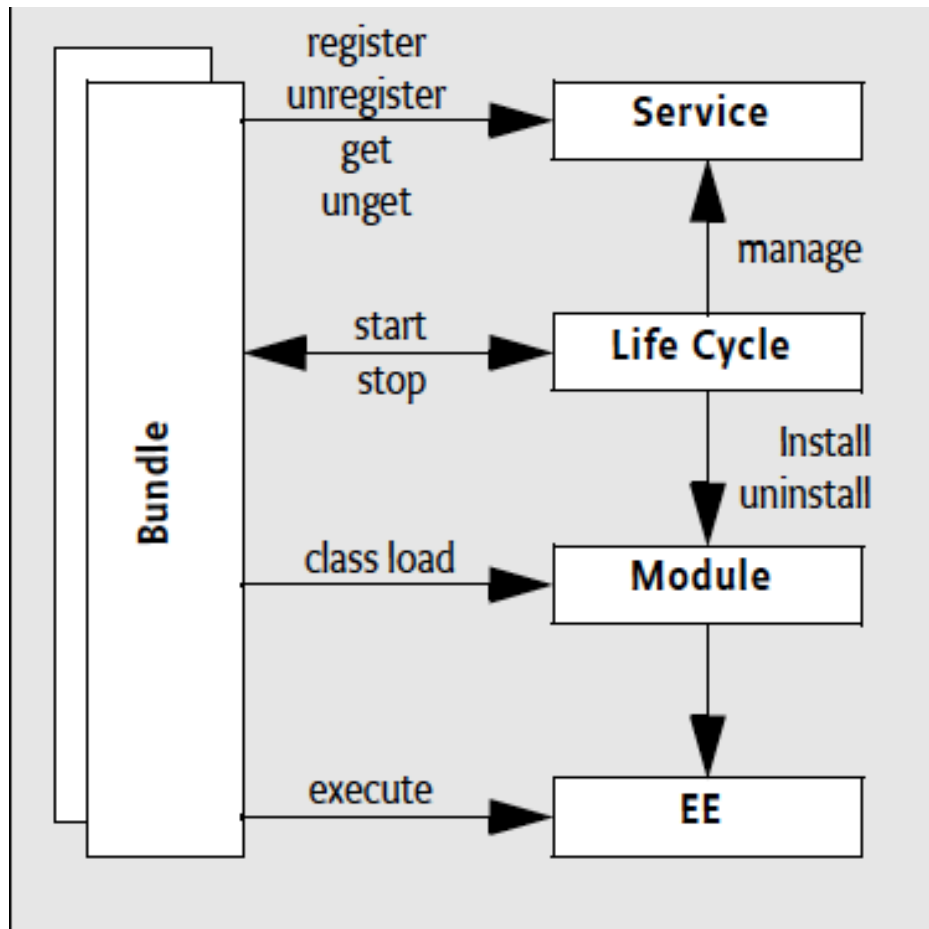 register
unregister
get
unget
Service
manage
start
stop
Life Cycle
Install
uninstall
Bundle
class load
Module
execute
EE